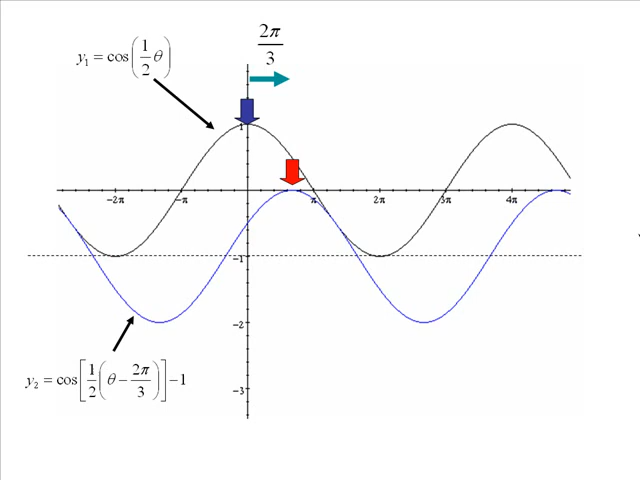 y₁ = cos(1/2 θ)
2π/3
1
−2π −π π 2π 3π 4π
−1
−2
−3
y₂ = cos[1/2(θ − 2π/3)] − 1